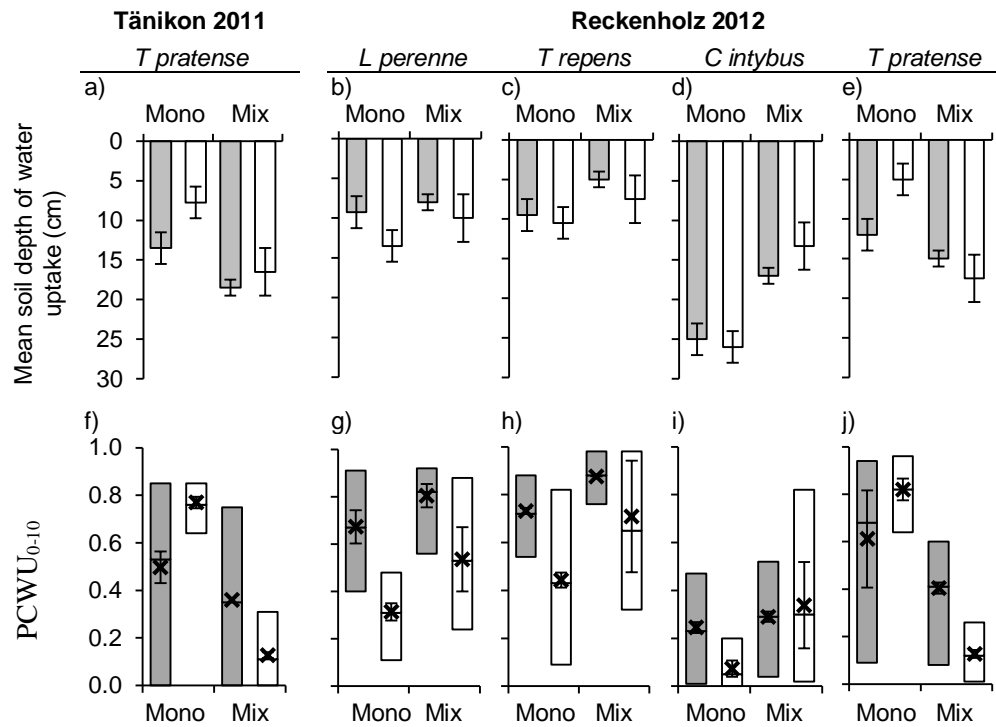 Tänikon 2011 Reckenholz 2012
T pratense L perenne T repens C intybus T pratense
a) b) c) d) e)
Mono Mix Mono Mix Mono Mix Mono Mix Mono Mix
Mean soil depth of water
uptake (cm)
0
5
10
15
20
25
30
f) g) h) i) j)
PCWU0-10
1.0
0.8
0.6
0.4
0.2
0.0
Mono Mix Mono Mix Mono Mix Mono Mix Mono Mix